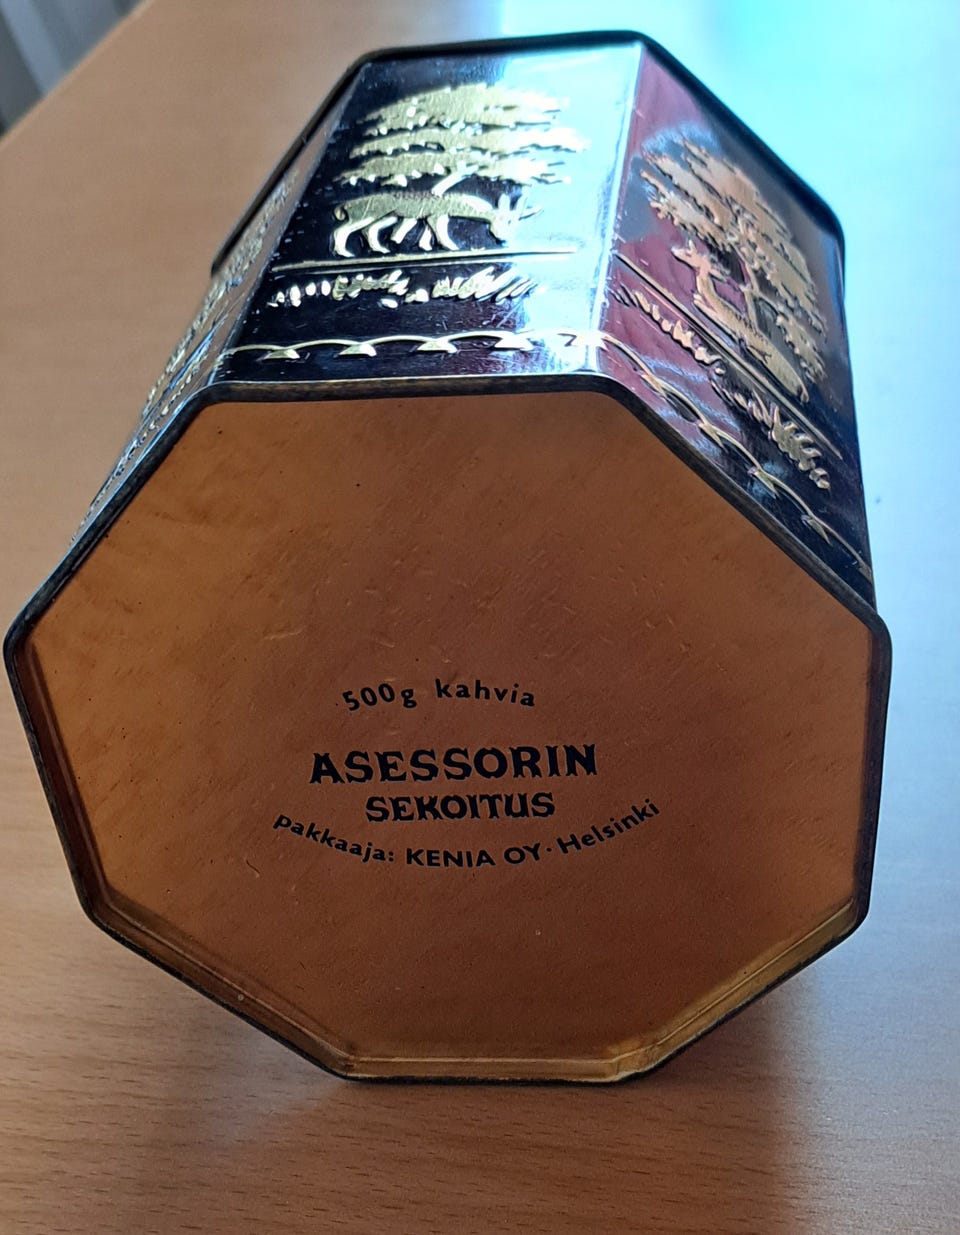 500g kahvia
ASESSORIN
SEKOITUS
pakkaaja: KENIA OY · Helsinki